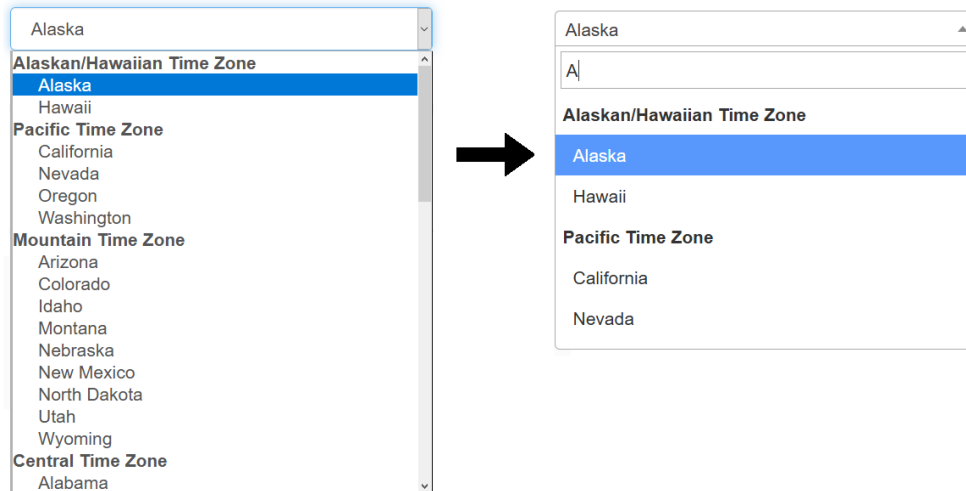 Alaska
Alaskan/Hawaiian Time Zone
Alaska
Hawaii
Pacific Time Zone
California
Nevada
Oregon
Washington
Mountain Time Zone
Arizona
Colorado
Idaho
Montana
Nebraska
New Mexico
North Dakota
Utah
Wyoming
Central Time Zone
Alabama
Alaska
A
Alaskan/Hawaiian Time Zone
Alaska
Hawaii
Pacific Time Zone
California
Nevada